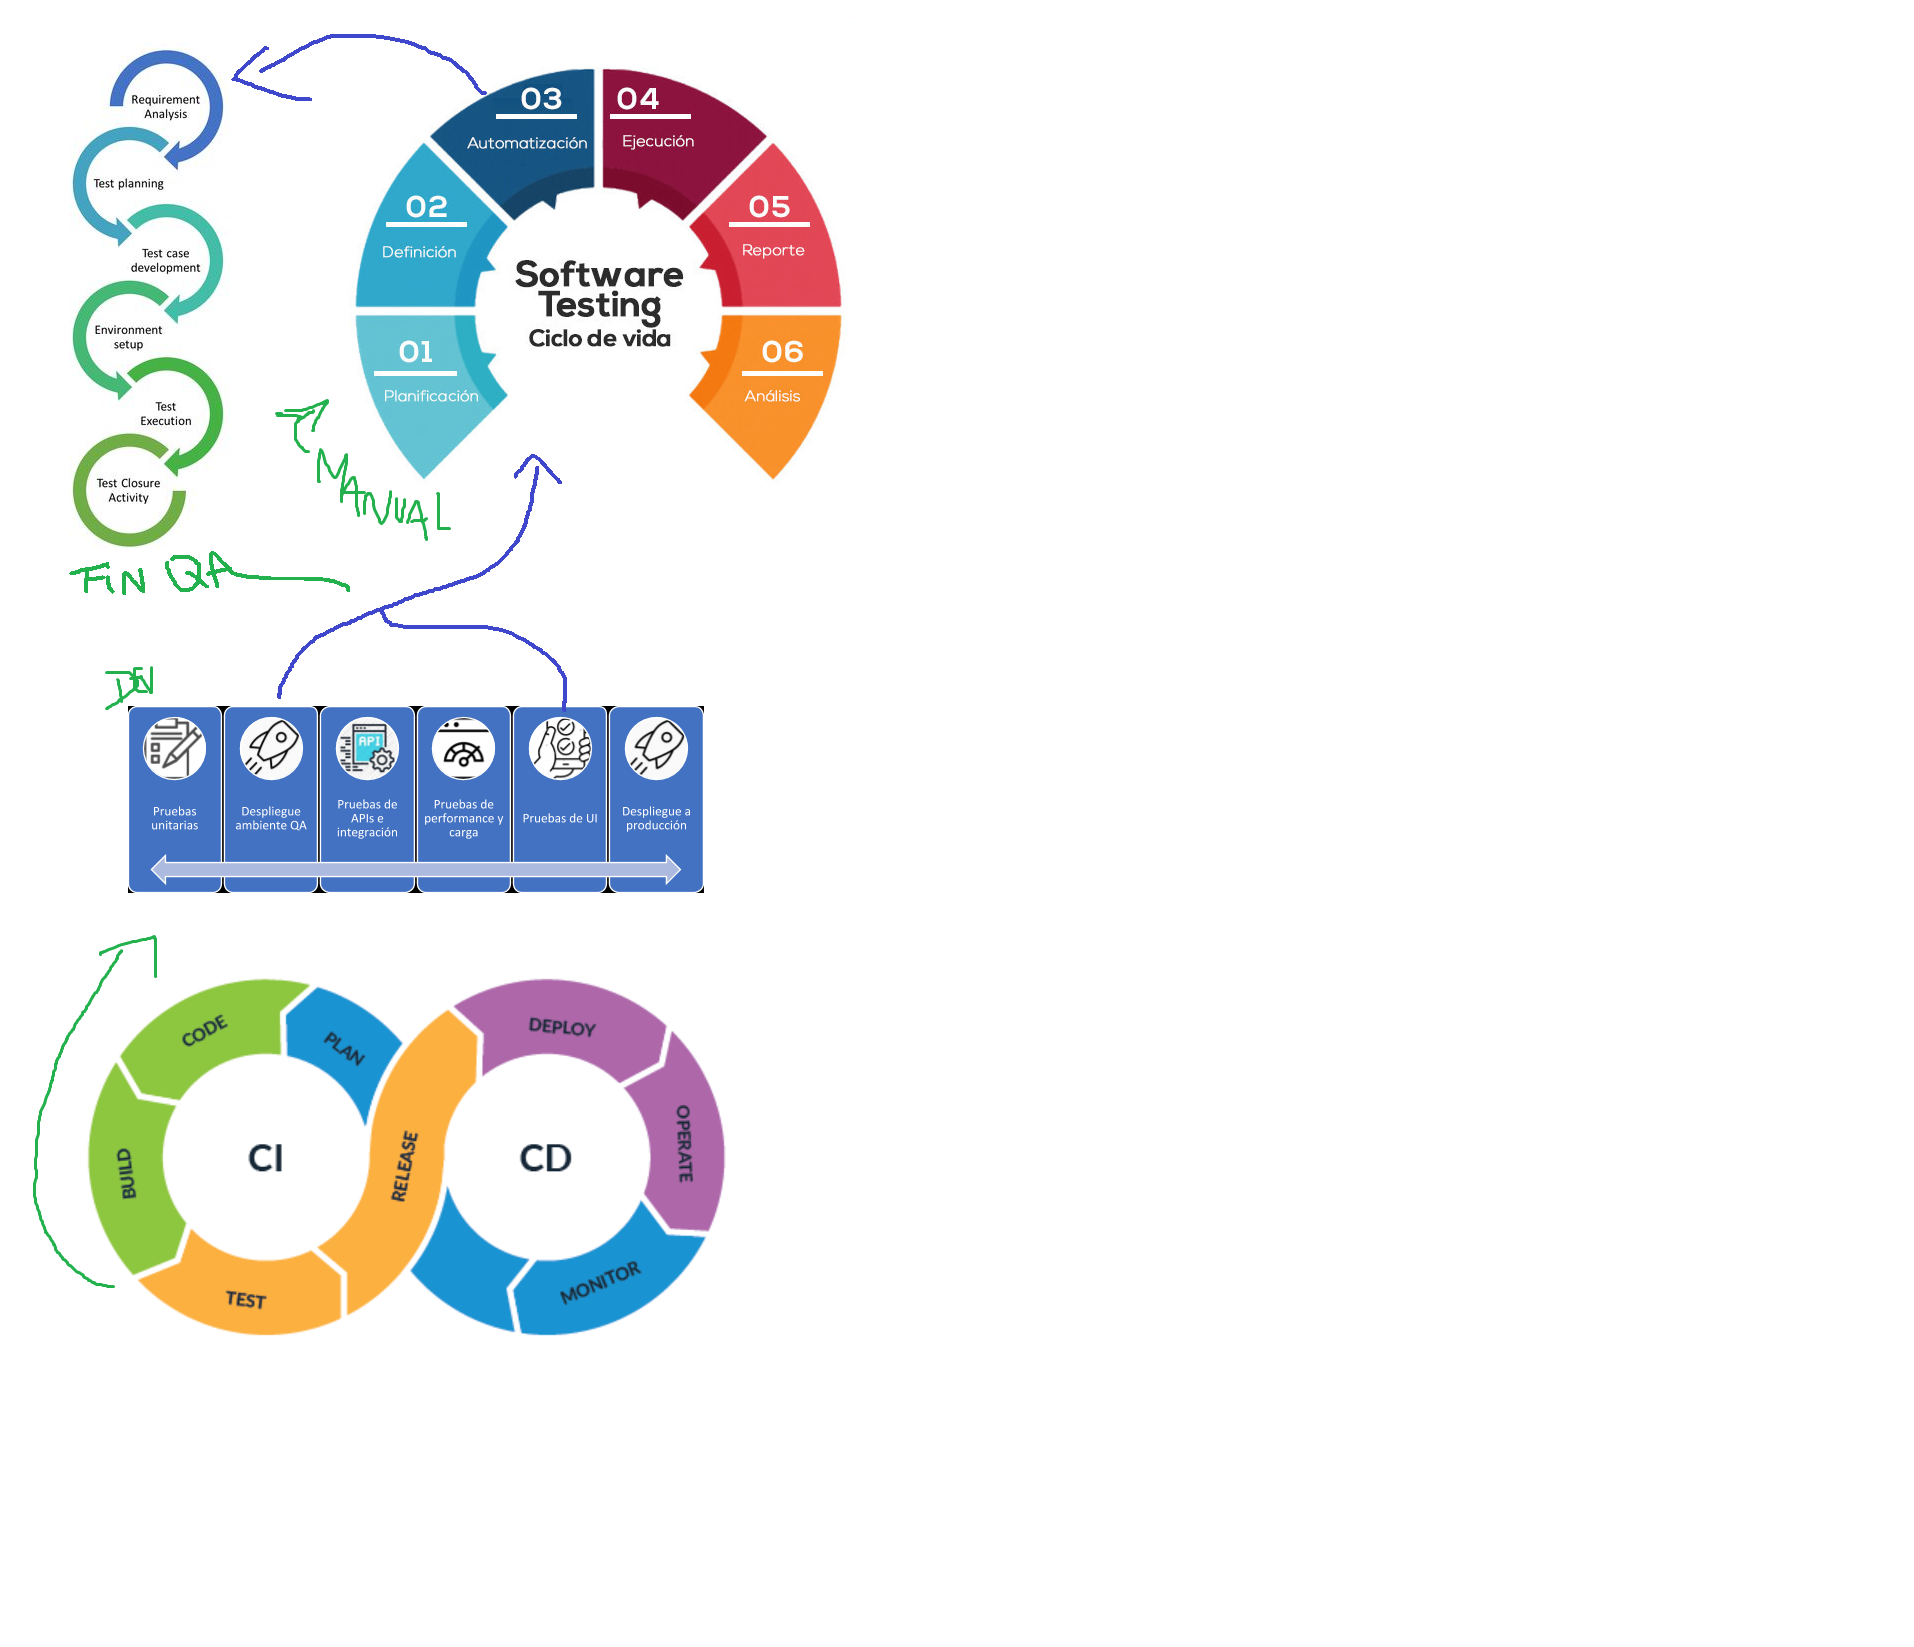 Requirement
Analysis
Test planning
Test case
development
Environment
setup
Test
Execution
Test Closure
Activity
03
Automatización
04
Ejecución
02
Definición
05
Reporte
Software
Testing
Ciclo de vida
01
Planificación
06
Análisis
MANUAL
FIN QA
DEV
Pruebas
unitarias
Despliegue
ambiente QA
API
Pruebas de
APIs e
integración
Pruebas de
performance y
carga
Pruebas de UI
Despliegue a
producción
CODE
PLAN
BUILD
CI
TEST
RELEASE
DEPLOY
OPERATE
CD
MONITOR